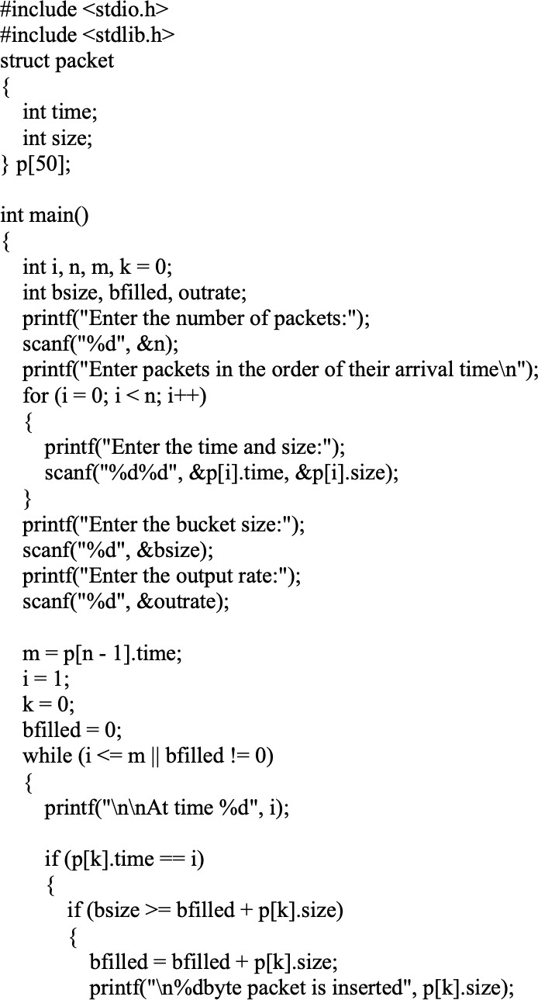 #include <stdio.h>
#include <stdlib.h>
struct packet
{
int time;
int size;
} p[50];
int main()
{
int i, n, m, k = 0;
int bsize, bfilled, outrate;
printf("Enter the number of packets:");
scanf("%d", &n);
printf("Enter packets in the order of their arrival time\n");
for (i = 0; i < n; i++)
{
printf("Enter the time and size:");
scanf("%d%d", &p[i].time, &p[i].size);
}
printf("Enter the bucket size:");
scanf("%d", &bsize);
printf("Enter the output rate:");
scanf("%d", &outrate);
m = p[n - 1].time;
i = 1;
k = 0;
bfilled = 0;
while (i <= m || bfilled != 0)
{
printf("\n\nAt time %d", i);
if (p[k].time == i)
{
if (bsize >= bfilled + p[k].size)
{
bfilled = bfilled + p[k].size;
printf("\n%dbyte packet is inserted", p[k].size);